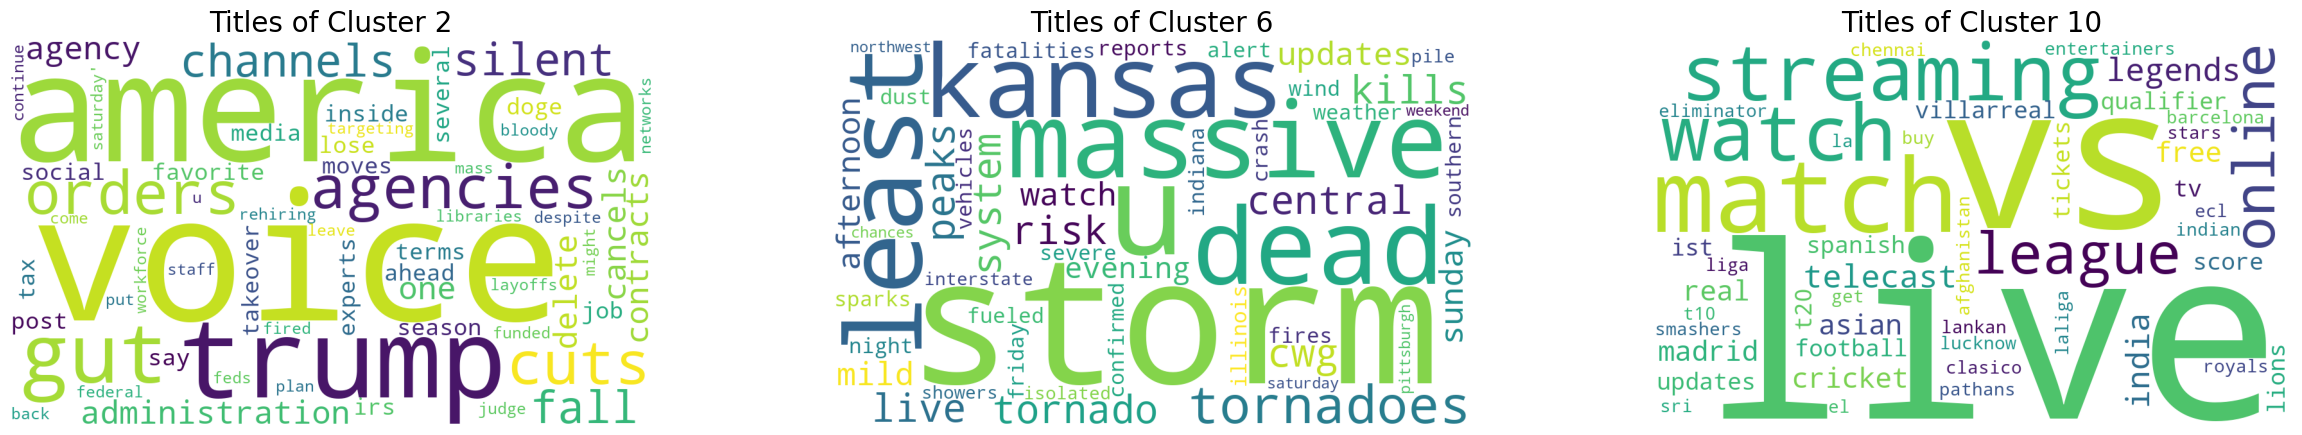 Titles of Cluster 2
continue
agency
channels
silent
america
saturday'
several
networks
inside
doge
media
targeting
bloody
lose
social
favorite
moves
mass
agencies
orders
u
come
rehiring
libraries
despite
cancels
contracts
voice
leave
takeover
experts
terms
ahead
one
delete
might
tax
workforce
staff
put
layoffs
job
post
fired
season
funded
gut
say
trump
cuts
feds
plan
federal
back
administration
irs
judge
fall
Titles of Cluster 6
northwest
fatalities
reports
alert
updates
pile
least
kansas
dust
wind
kills
weather
weekend
afternoon
peaks
vehicles
system
massive
indiana
crash
southern
watch
u
central
risk
chances
severe
evening
dead
sunday
interstate
sparks
storm
fueled
friday
confirmed
illinois
fires
cwg
night
mild
saturday
pittsburgh
showers
isolated
live
tornado
tornadoes
Titles of Cluster 10
chennai
entertainers
streaming
legends
online
eliminator
villarreal
qualifier
barcelona
watch
la
buy
vs
tickets
stars
free
match
tv
afghanistan
ecl
indian
ist
spanish
league
score
liga
telecast
real
t20
get
t10
live
smashers
asian
lankan
laliga
madrid
football
lucknow
clasico
india
royals
updates
cricket
pathans
lions
sri
el